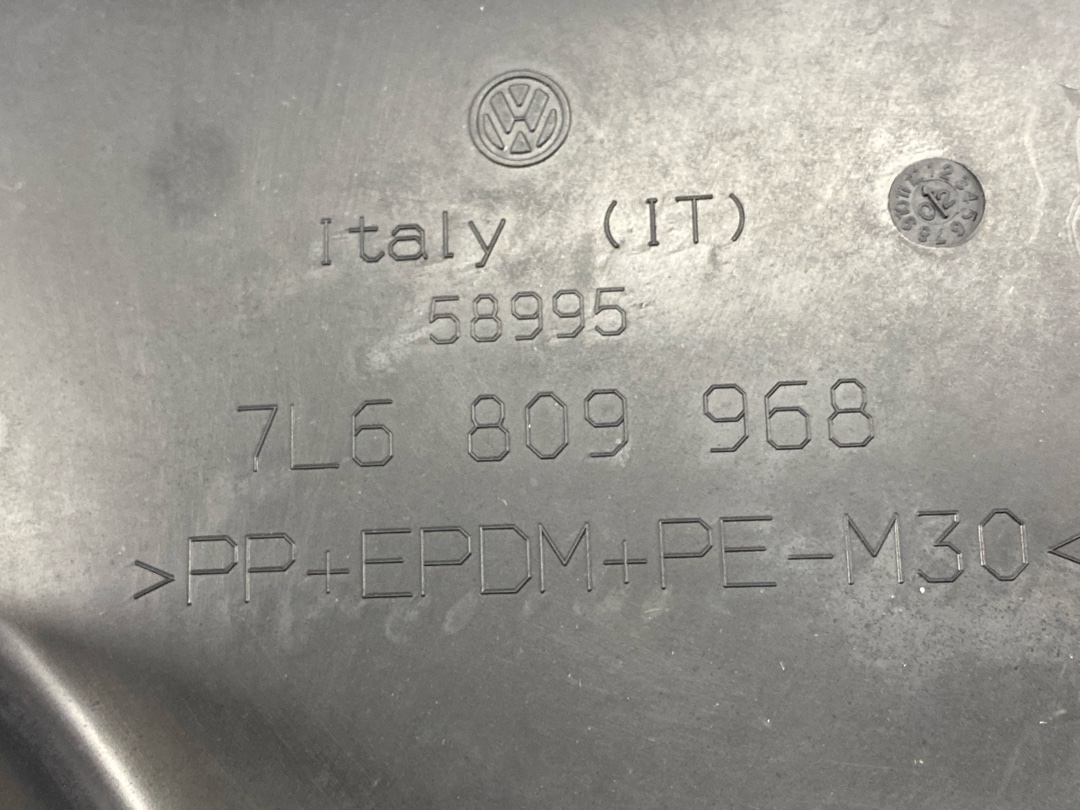 Italy (IT)
58995
7L6 809 968
>PP+EPDM+PE-M30<